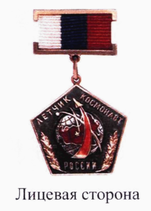 ЛЕТЧИК КОСМОНАВТ
РОССИИ
Лицевая сторона